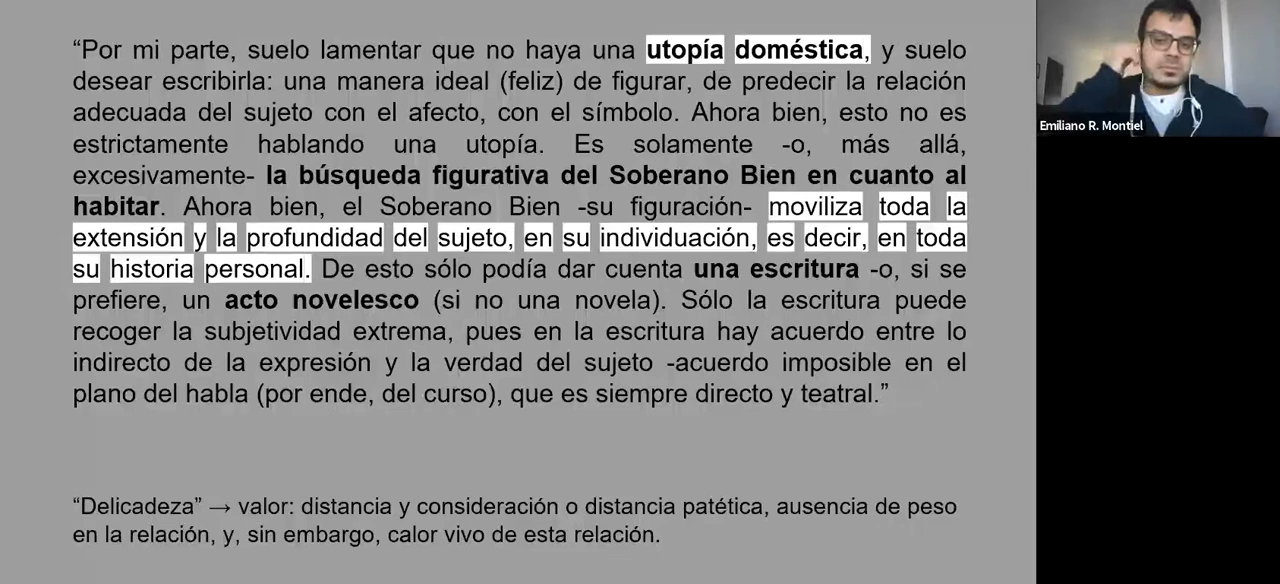 “Por mi parte, suelo lamentar que no haya una utopía doméstica, y suelo
desear escribirla: una manera ideal (feliz) de figurar, de predecir la relación
adecuada del sujeto con el afecto, con el símbolo. Ahora bien, esto no es
estrictamente hablando una utopía. Es solamente -o, más allá,
excesivamente- la búsqueda figurativa del Soberano Bien en cuanto al
habitar. Ahora bien, el Soberano Bien -su figuración- moviliza toda la
extensión y la profundidad del sujeto, en su individuación, es decir, en toda
su historia personal. De esto sólo podía dar cuenta una escritura -o, si se
prefiere, un acto novelesco (si no una novela). Sólo la escritura puede
recoger la subjetividad extrema, pues en la escritura hay acuerdo entre lo
indirecto de la expresión y la verdad del sujeto -acuerdo imposible en el
plano del habla (por ende, del curso), que es siempre directo y teatral.”
“Delicadeza” → valor: distancia y consideración o distancia patética, ausencia de peso
en la relación, y, sin embargo, calor vivo de esta relación.
Emiliano R. Montiel